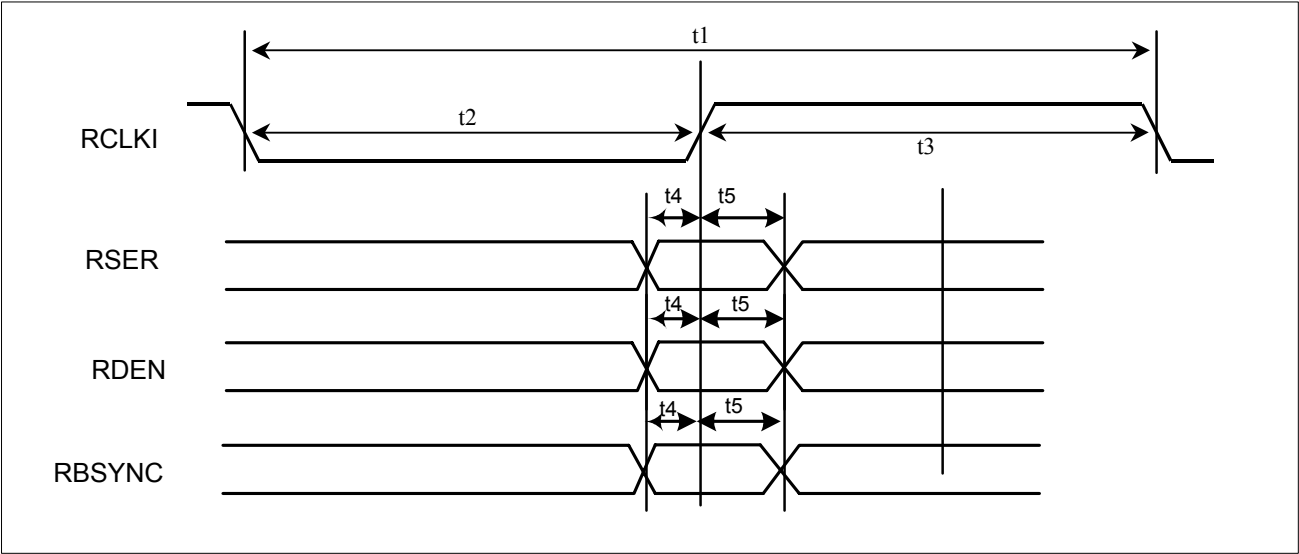 t1
t2
RCLKI
t3
t4 t5
RSER
t4 t5
RDEN
t4 t5
RBSYNC